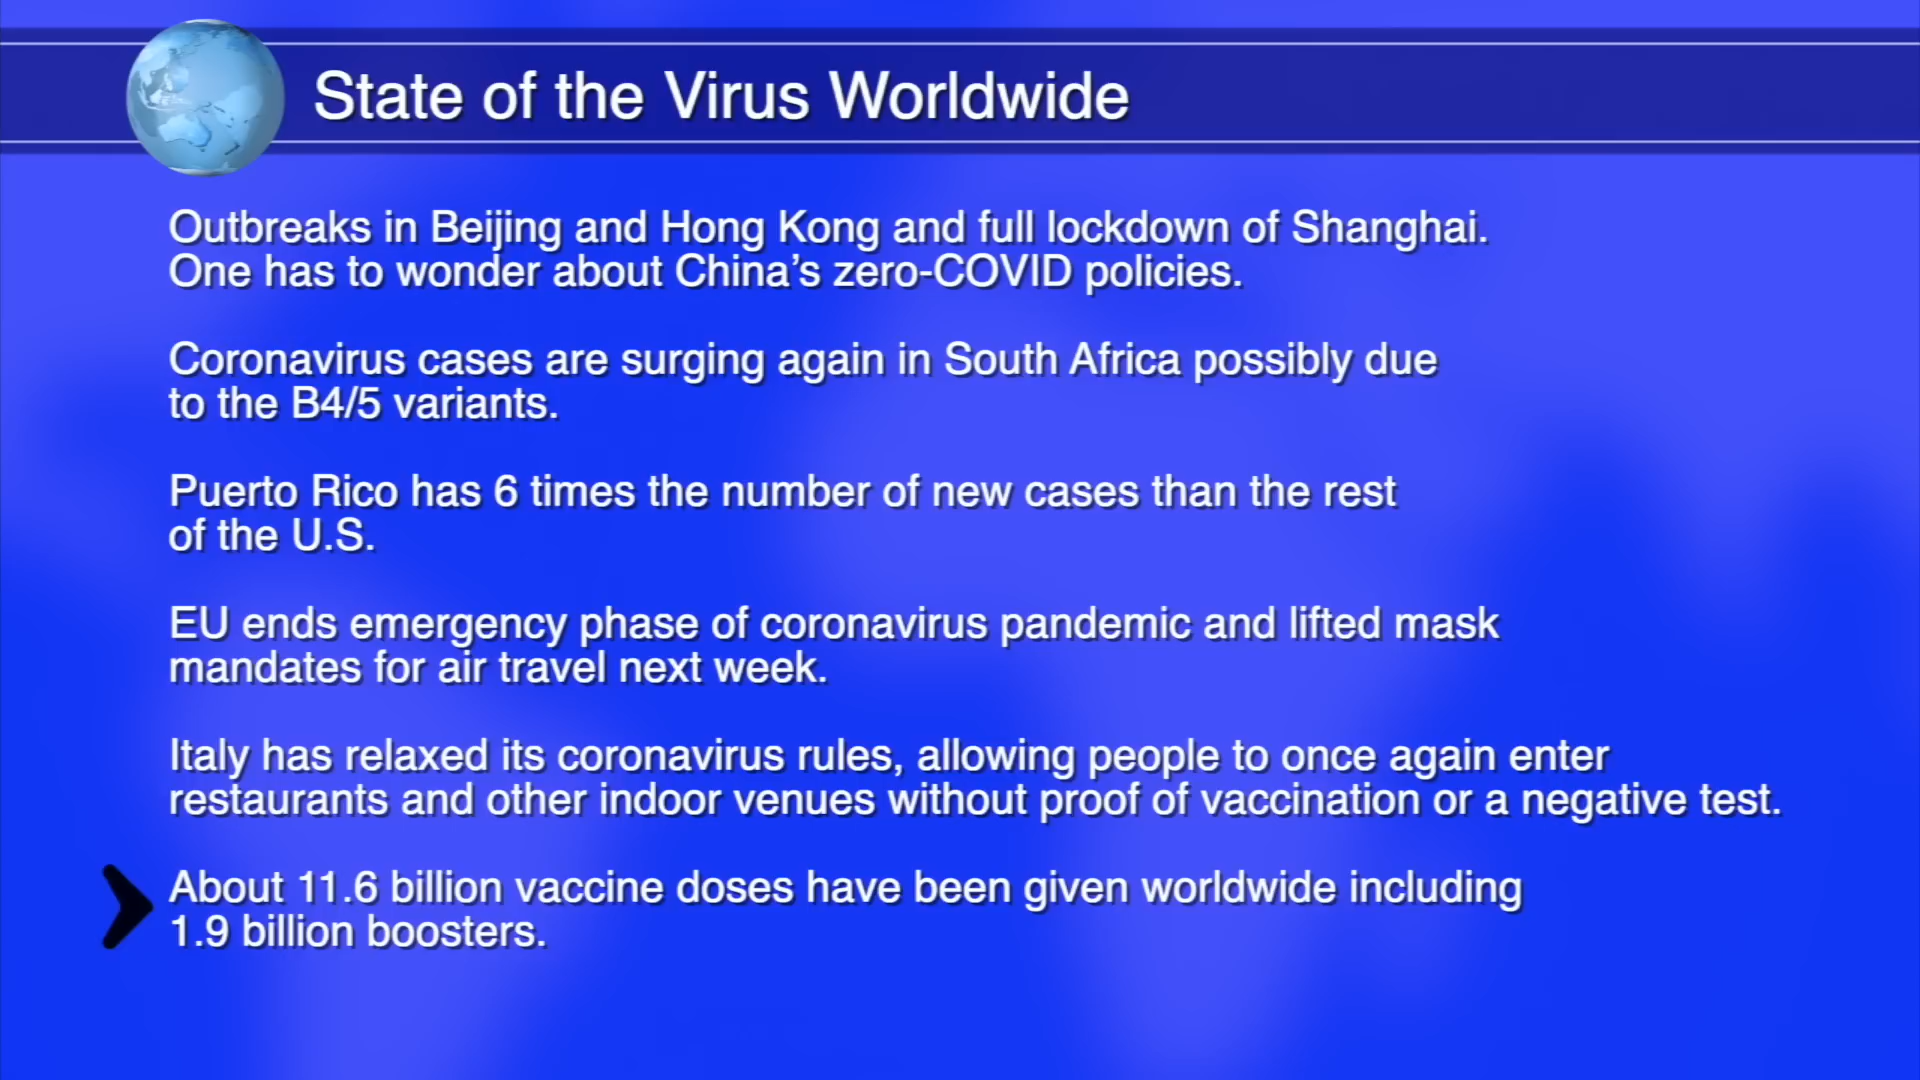 State of the Virus Worldwide
Outbreaks in Beijing and Hong Kong and full lockdown of Shanghai.
One has to wonder about China’s zero-COVID policies.
Coronavirus cases are surging again in South Africa possibly due
to the B4/5 variants.
Puerto Rico has 6 times the number of new cases than the rest
of the U.S.
EU ends emergency phase of coronavirus pandemic and lifted mask
mandates for air travel next week.
Italy has relaxed its coronavirus rules, allowing people to once again enter
restaurants and other indoor venues without proof of vaccination or a negative test.
About 11.6 billion vaccine doses have been given worldwide including
1.9 billion boosters.